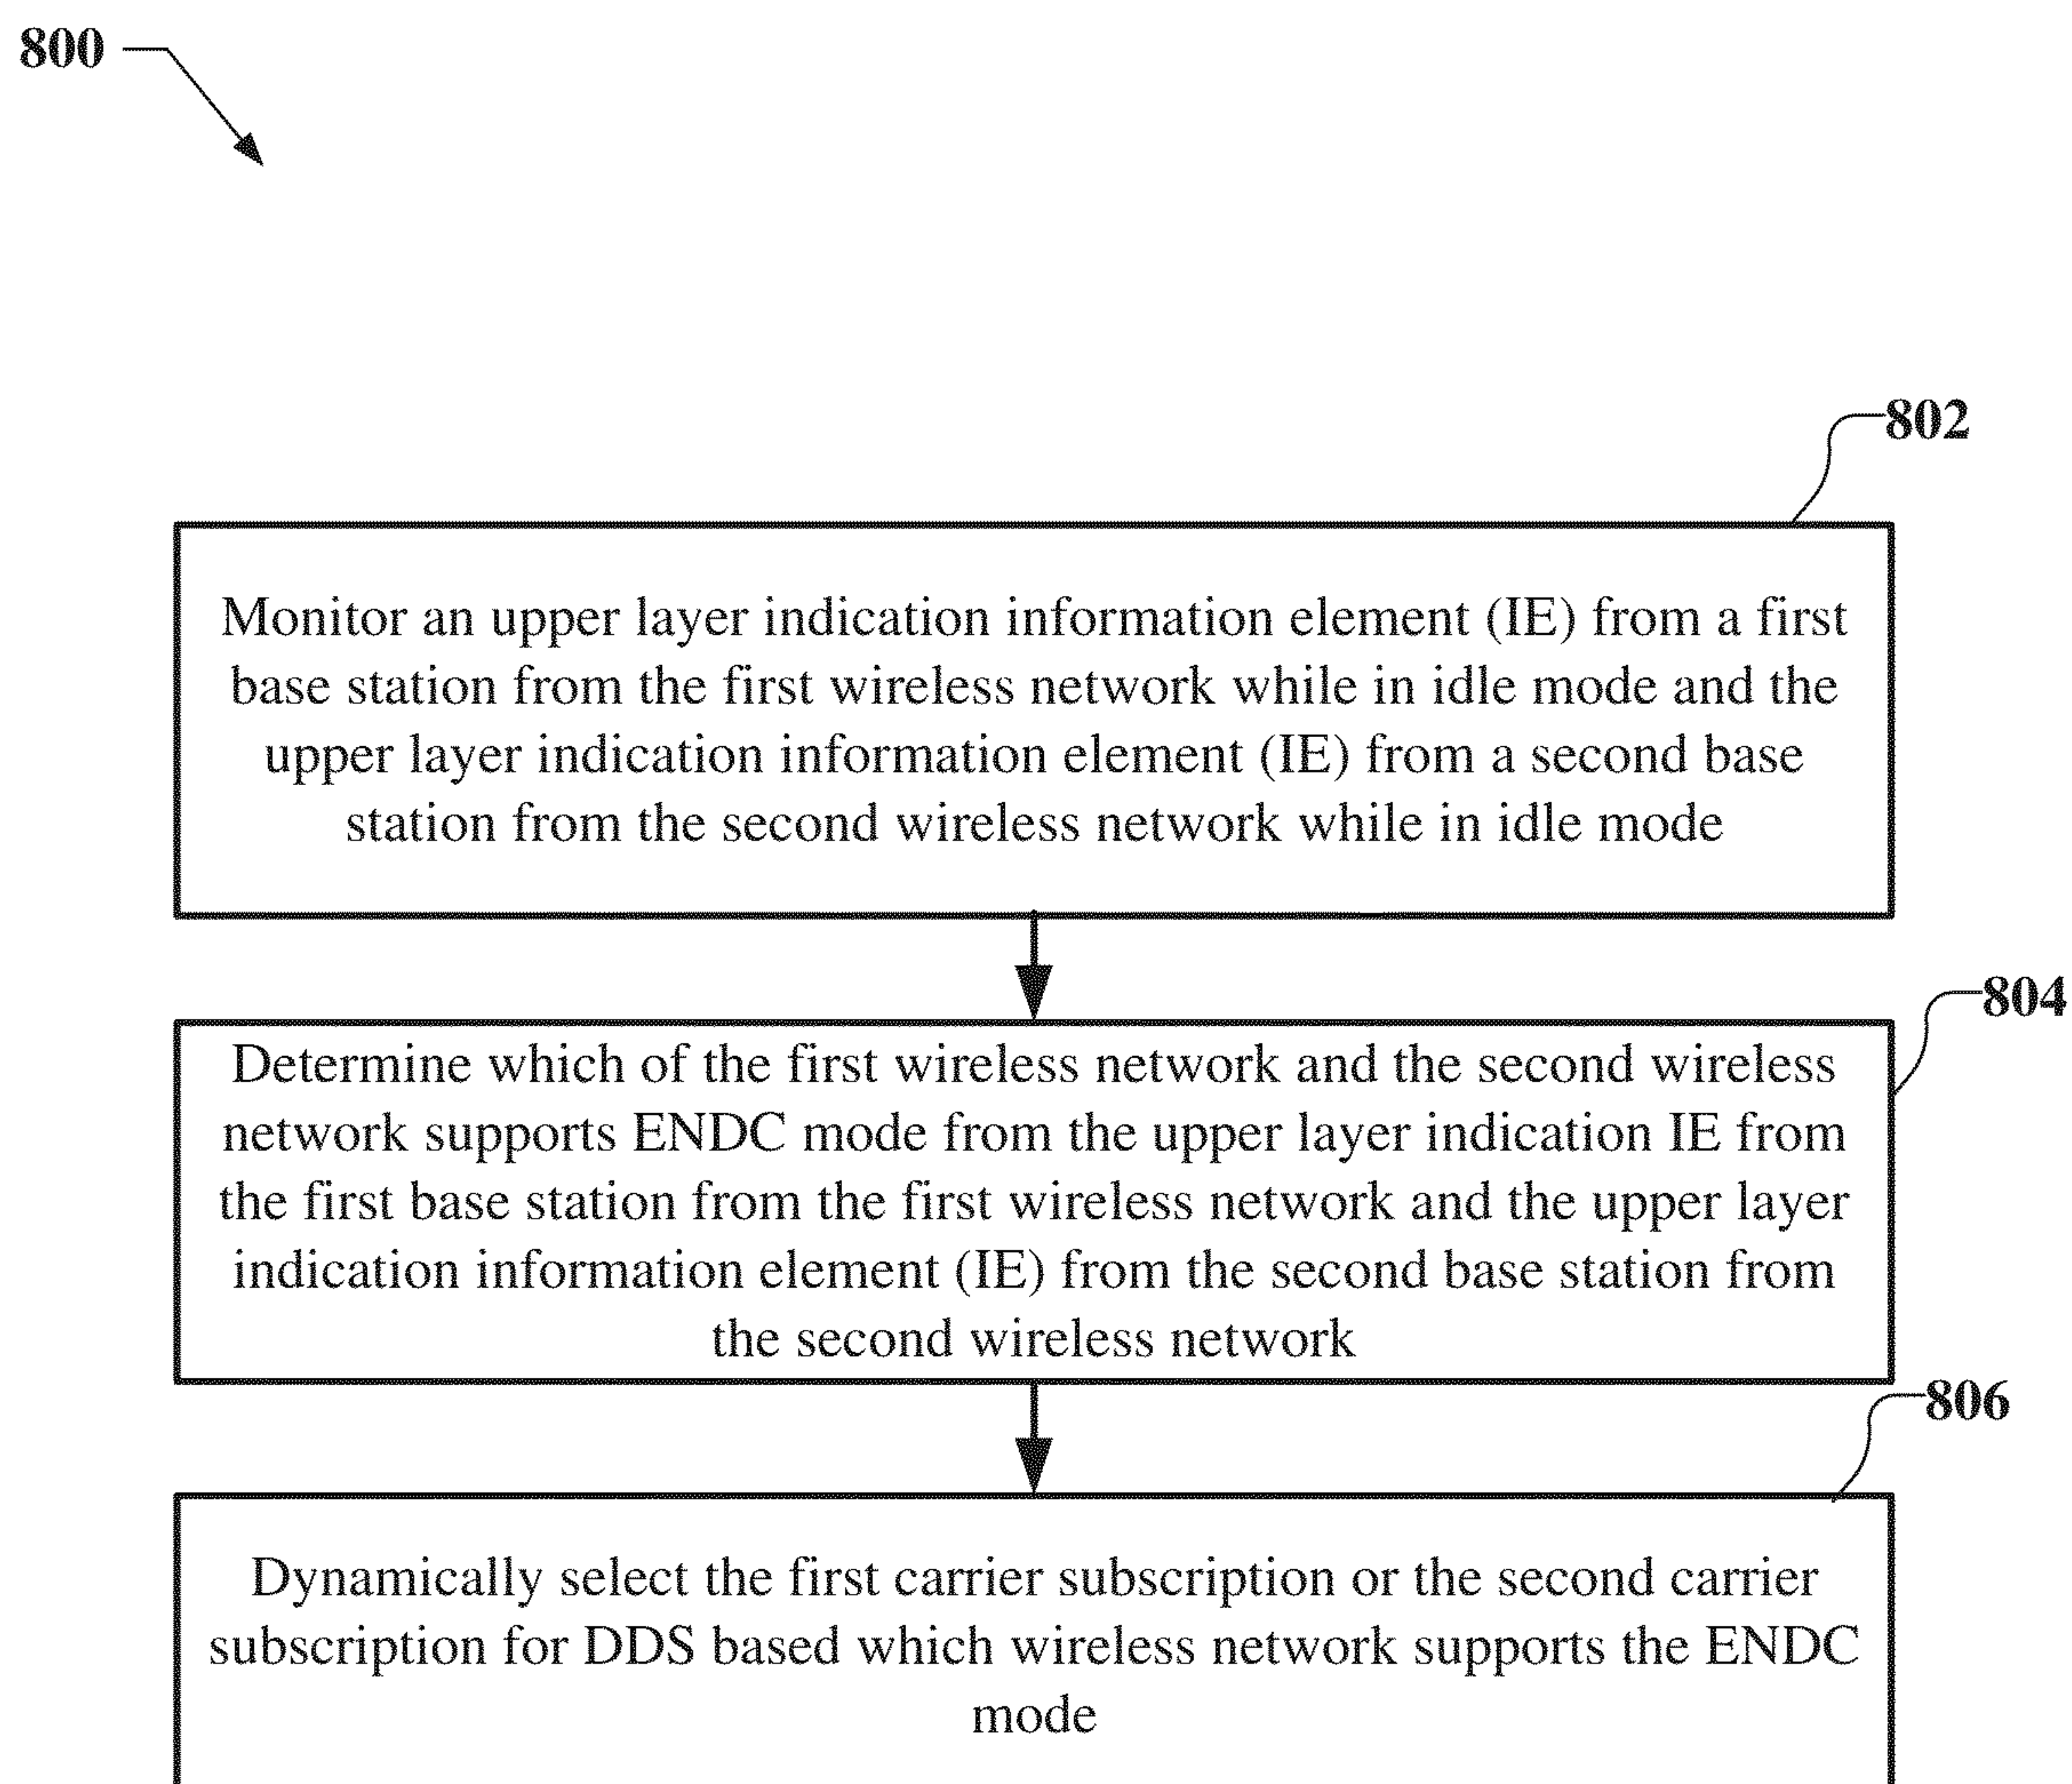 800
802
Monitor an upper layer indication information element (IE) from a first
base station from the first wireless network while in idle mode and the
upper layer indication information element (IE) from a second base
station from the second wireless network while in idle mode
804
Determine which of the first wireless network and the second wireless
network supports ENDC mode from the upper layer indication IE from
the first base station from the first wireless network and the upper layer
indication information element (IE) from the second base station from
the second wireless network
806
Dynamically select the first carrier subscription or the second carrier
subscription for DDS based which wireless network supports the ENDC
mode